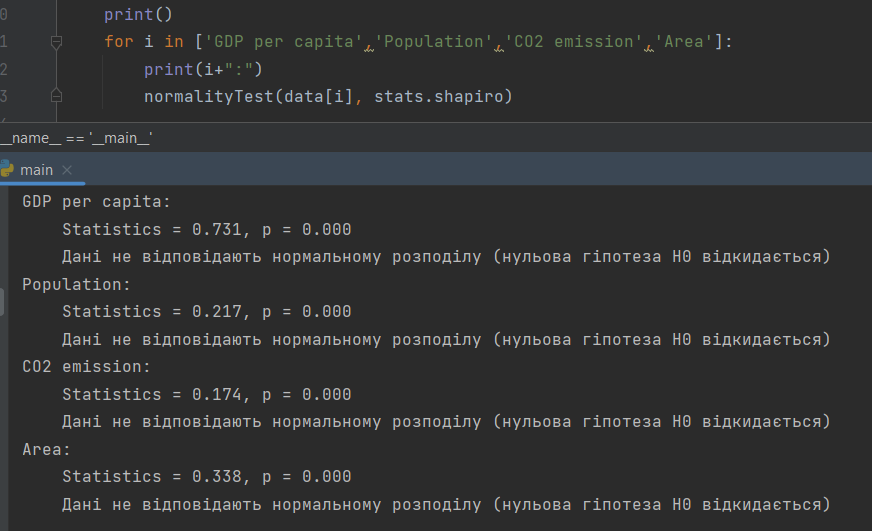 0 print()
1 for i in ['GDP per capita','Population','CO2 emission','Area']:
2 print(i+":")
3 normalityTest(data[i], stats.shapiro)
__name__ == '__main__'
main
GDP per capita:
Statistics = 0.731, p = 0.000
Дані не відповідають нормальному розподілу (нульова гіпотеза H0 відкидається)
Population:
Statistics = 0.217, p = 0.000
Дані не відповідають нормальному розподілу (нульова гіпотеза H0 відкидається)
CO2 emission:
Statistics = 0.174, p = 0.000
Дані не відповідають нормальному розподілу (нульова гіпотеза H0 відкидається)
Area:
Statistics = 0.338, p = 0.000
Дані не відповідають нормальному розподілу (нульова гіпотеза H0 відкидається)